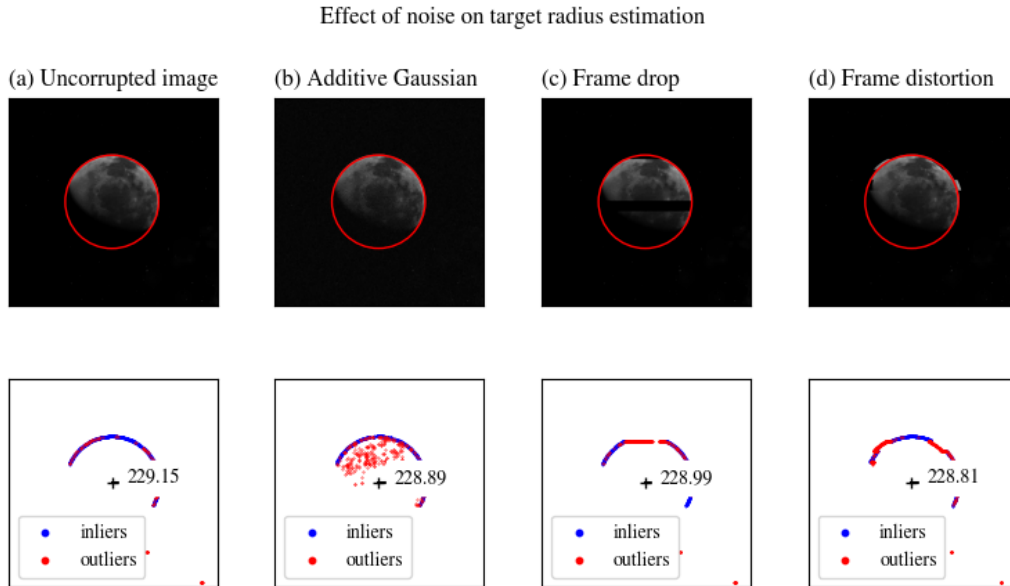 Effect of noise on target radius estimation
(a) Uncorrupted image
(b) Additive Gaussian
(c) Frame drop
(d) Frame distortion
229.15
inliers
outliers
228.89
inliers
outliers
228.99
inliers
outliers
228.81
inliers
outliers